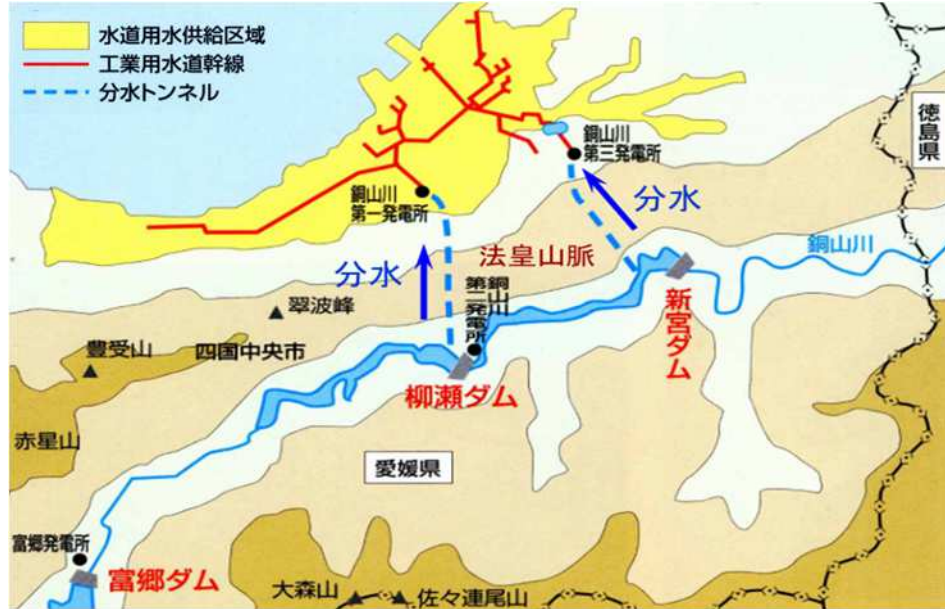 水道用水供給区域
工業用水道幹線
分水トンネル
徳島県
銅山川
第三発電所
銅山川
第一発電所
分水
分水
法皇山脈
銅山川
銅山川
第二発電所
新宮ダム
翠波峰
豊受山
四国中央市
柳瀬ダム
赤星山
愛媛県
富郷発電所
富郷ダム
大森山
佐々連尾山